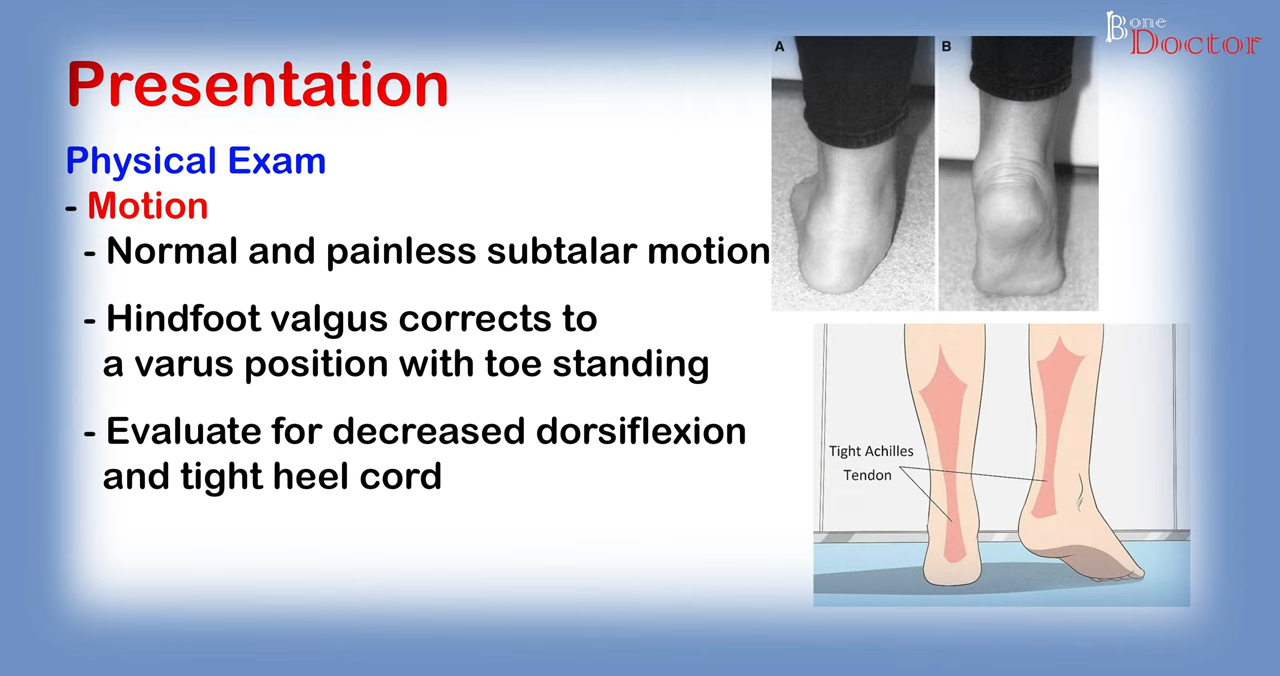 Bone
Doctor
Presentation
Physical Exam
- Motion
- Normal and painless subtalar motion
- Hindfoot valgus corrects to
a varus position with toe standing
- Evaluate for decreased dorsiflexion
and tight heel cord
A
B
Tight Achilles
Tendon